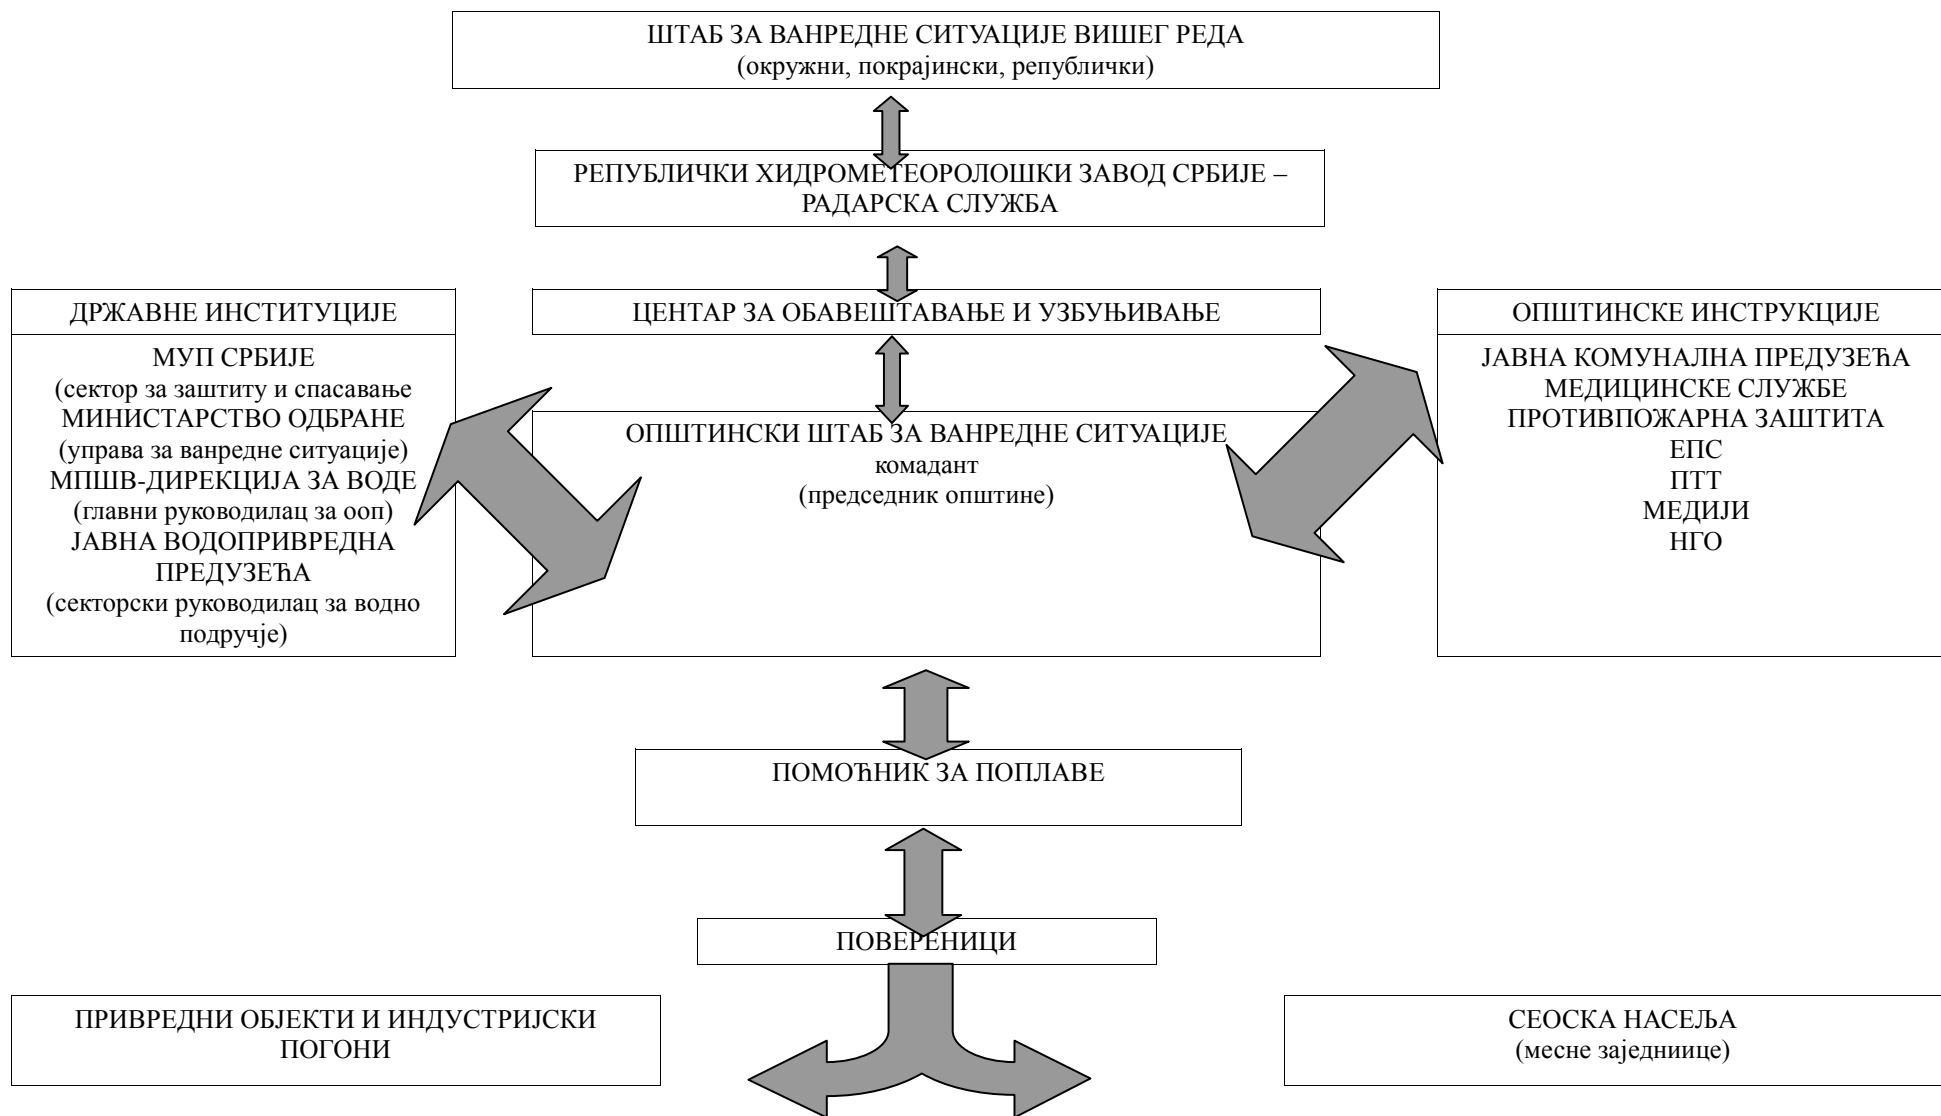 ШТАБ ЗА ВАНРЕДНЕ СИТУАЦИЈЕ ВИШЕГ РЕДА
(окружни, покрајински, републички)
РЕПУБЛИЧКИ ХИДРОМЕТЕОРОЛОШКИ ЗАВОД СРБИЈЕ –
РАДАРСКА СЛУЖБА
ДРЖАВНЕ ИНСТИТУЦИЈЕ
МУП СРБИЈЕ
(сектор за заштиту и спасавање
МИНИСТАРСТВО ОДБРАНЕ
(управа за ванредне ситуације)
МПШВ-ДИРЕКЦИЈА ЗА ВОДЕ
(главни руководилац за ооп)
ЈАВНА ВОДОПРИВРЕДНА
ПРЕДУЗЕЋА
(секторски руководилац за водно
подручје)
ЦЕНТАР ЗА ОБАВЕШТАВАЊЕ И УЗБУЊИВАЊЕ
ОПШТИНСКИ ШТАБ ЗА ВАНРЕДНЕ СИТУАЦИЈЕ
комадант
(председник општине)
ОПШТИНСКЕ ИНСТРУКЦИЈЕ
ЈАВНА КОМУНАЛНА ПРЕДУЗЕЋА
МЕДИЦИНСКЕ СЛУЖБЕ
ПРОТИВПОЖАРНА ЗАШТИТА
ЕПС
ПТТ
МЕДИЈИ
НГО
ПОМОЋНИК ЗА ПОПЛАВЕ
ПОВЕРЕНИЦИ
ПРИВРЕДНИ ОБЈЕКТИ И ИНДУСТРИЈСКИ
ПОГОНИ
СЕОСКА НАСЕЉА
(месне заједниице)